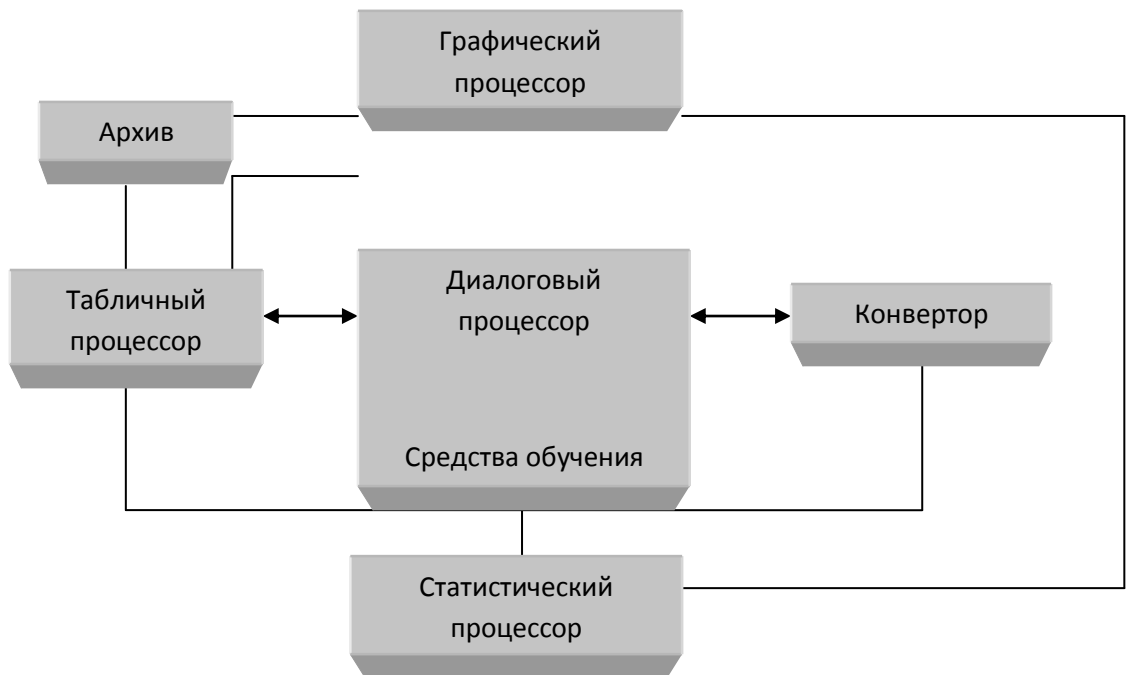 Графический
процессор
Архив
Табличный
процессор
Диалоговый
процессор
Конвертор
Средства обучения
Статистический
процессор